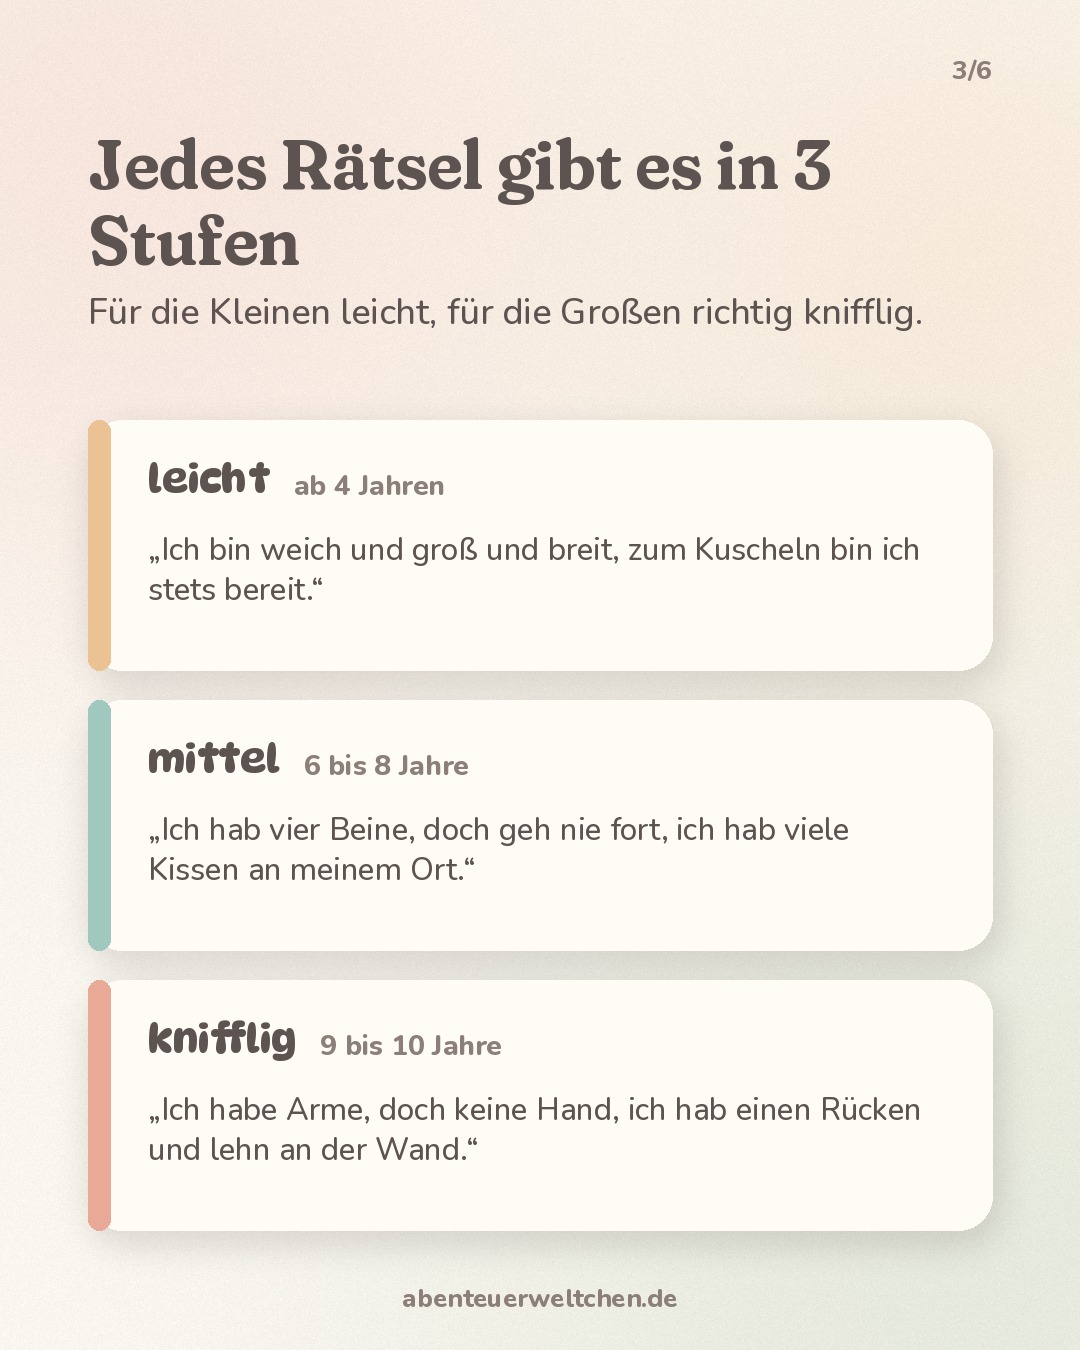 3/6
Jedes Rätsel gibt es in 3
Stufen
Für die Kleinen leicht, für die Großen richtig knifflig.
leicht ab 4 Jahren
„Ich bin weich und groß und breit, zum Kuscheln bin ich
stets bereit.“
mittel 6 bis 8 Jahre
„Ich hab vier Beine, doch geh nie fort, ich hab viele
Kissen an meinem Ort.“
knifflig 9 bis 10 Jahre
„Ich habe Arme, doch keine Hand, ich hab einen Rücken
und lehn an der Wand.“
abenteuerweltchen.de